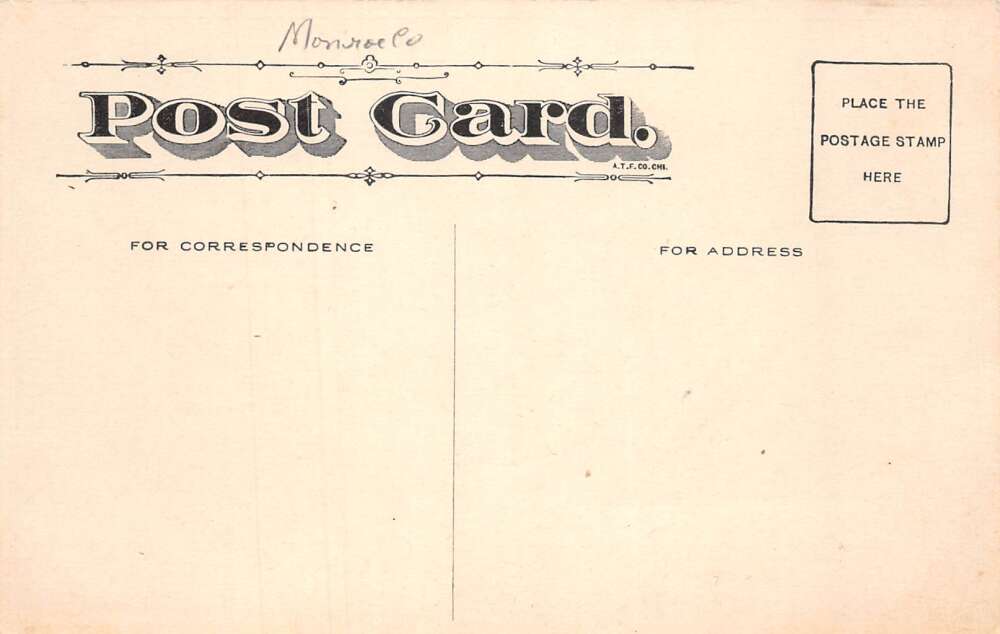 Monroe Co
Post Card.
A.T.F.CO.CHI.
PLACE THE
POSTAGE STAMP
HERE
FOR CORRESPONDENCE
FOR ADDRESS